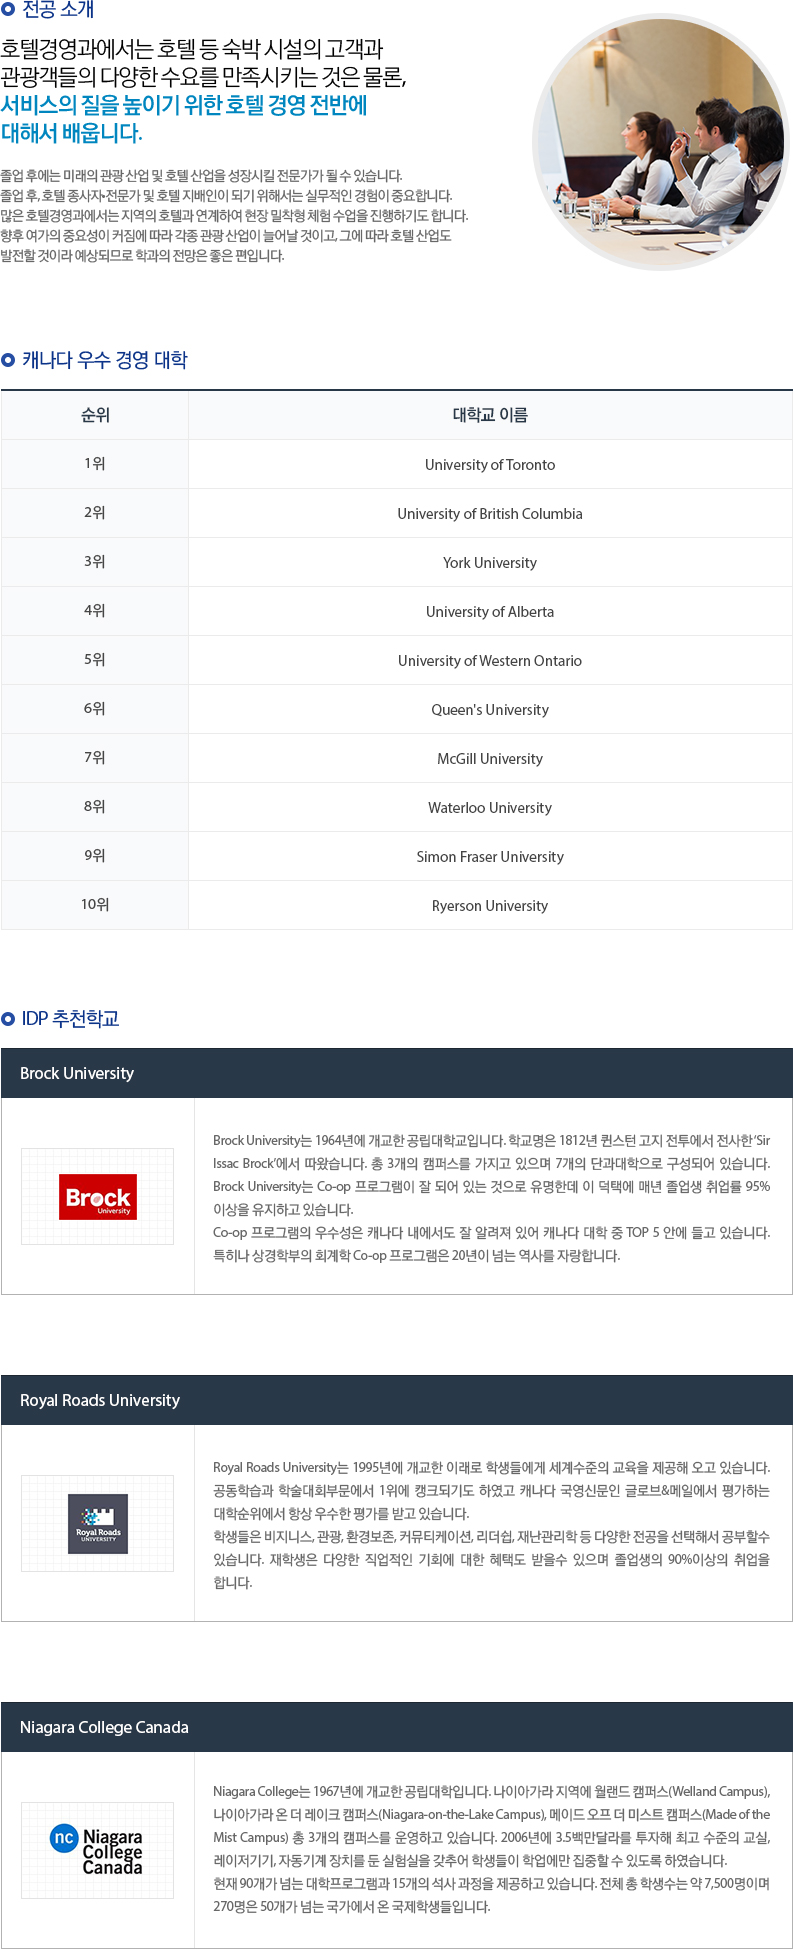 전공 소개
호텔경영과에서는 호텔 등 숙박 시설의 고객과
관광객들의 다양한 수요를 만족시키는 것은 물론,
서비스의 질을 높이기 위한 호텔 경영 전반에
대해서 배웁니다.
졸업 후에는 미래의 관광 산업 및 호텔 산업을 성장시킬 전문가가 될 수 있습니다.
졸업 후, 호텔 종사자•전문가 및 호텔 지배인이 되기 위해서는 실무적인 경험이 중요합니다.
많은 호텔경영과에서는 지역의 호텔과 연계하여 현장 밀착형 체험 수업을 진행하기도 합니다.
향후 여가의 중요성이 커짐에 따라 각종 관광 산업이 늘어날 것이고, 그에 따라 호텔 산업도
발전할 것이라 예상되므로 학과의 전망은 좋은 편입니다.
캐나다 우수 경영 대학
순위 대학교 이름
1위 University of Toronto
2위 University of British Columbia
3위 York University
4위 University of Alberta
5위 University of Western Ontario
6위 Queen's University
7위 McGill University
8위 Waterloo University
9위 Simon Fraser University
10위 Ryerson University
IDP 추천학교
Brock University
Brock University
Brock University는 1964년에 개교한 공립대학교입니다. 학교명은 1812년 퀸스턴 고지 전투에서 전사한 'Sir
Issac Brock'에서 따왔습니다. 총 3개의 캠퍼스를 가지고 있으며 7개의 단과대학으로 구성되어 있습니다.
Brock University는 Co-op 프로그램이 잘 되어 있는 것으로 유명한데 이 덕택에 매년 졸업생 취업률 95%
이상을 유지하고 있습니다.
Co-op 프로그램의 우수성은 캐나다 내에서도 잘 알려져 있어 캐나다 대학 중 TOP 5 안에 들고 있습니다.
특히나 상경학부의 회계학 Co-op 프로그램은 20년이 넘는 역사를 자랑합니다.
Royal Roads University
Royal Roads
UNIVERSITY
Royal Roads University는 1995년에 개교한 이래로 학생들에게 세계수준의 교육을 제공해 오고 있습니다.
공동학습과 학술대회부문에서 1위에 캥크되기도 하였고 캐나다 국영신문인 글로브&메일에서 평가하는
대학순위에서 항상 우수한 평가를 받고 있습니다.
학생들은 비지니스, 관광, 환경보존, 커뮤티케이션, 리더쉽, 재난관리학 등 다양한 전공을 선택해서 공부할수
있습니다. 재학생은 다양한 직업적인 기회에 대한 혜택도 받을수 있으며 졸업생의 90%이상의 취업을
합니다.
Niagara College Canada
nc Niagara
College
Canada
Niagara College는 1967년에 개교한 공립대학입니다. 나이아가라 지역에 월랜드 캠퍼스(Welland Campus),
나이아가라 온 더 레이크 캠퍼스(Niagara-on-the-Lake Campus), 메이드 오프 더 미스트 캠퍼스(Made of the
Mist Campus) 총 3개의 캠퍼스를 운영하고 있습니다. 2006년에 3.5백만달라를 투자해 최고 수준의 교실,
레이저기기, 자동기계 장치를 둔 실험실을 갖추어 학생들이 학업에만 집중할 수 있도록 하였습니다.
현재 90개가 넘는 대학프로그램과 15개의 석사 과정을 제공하고 있습니다. 전체 총 학생수는 약 7,500명이며
270명은 50개가 넘는 국가에서 온 국제학생들입니다.